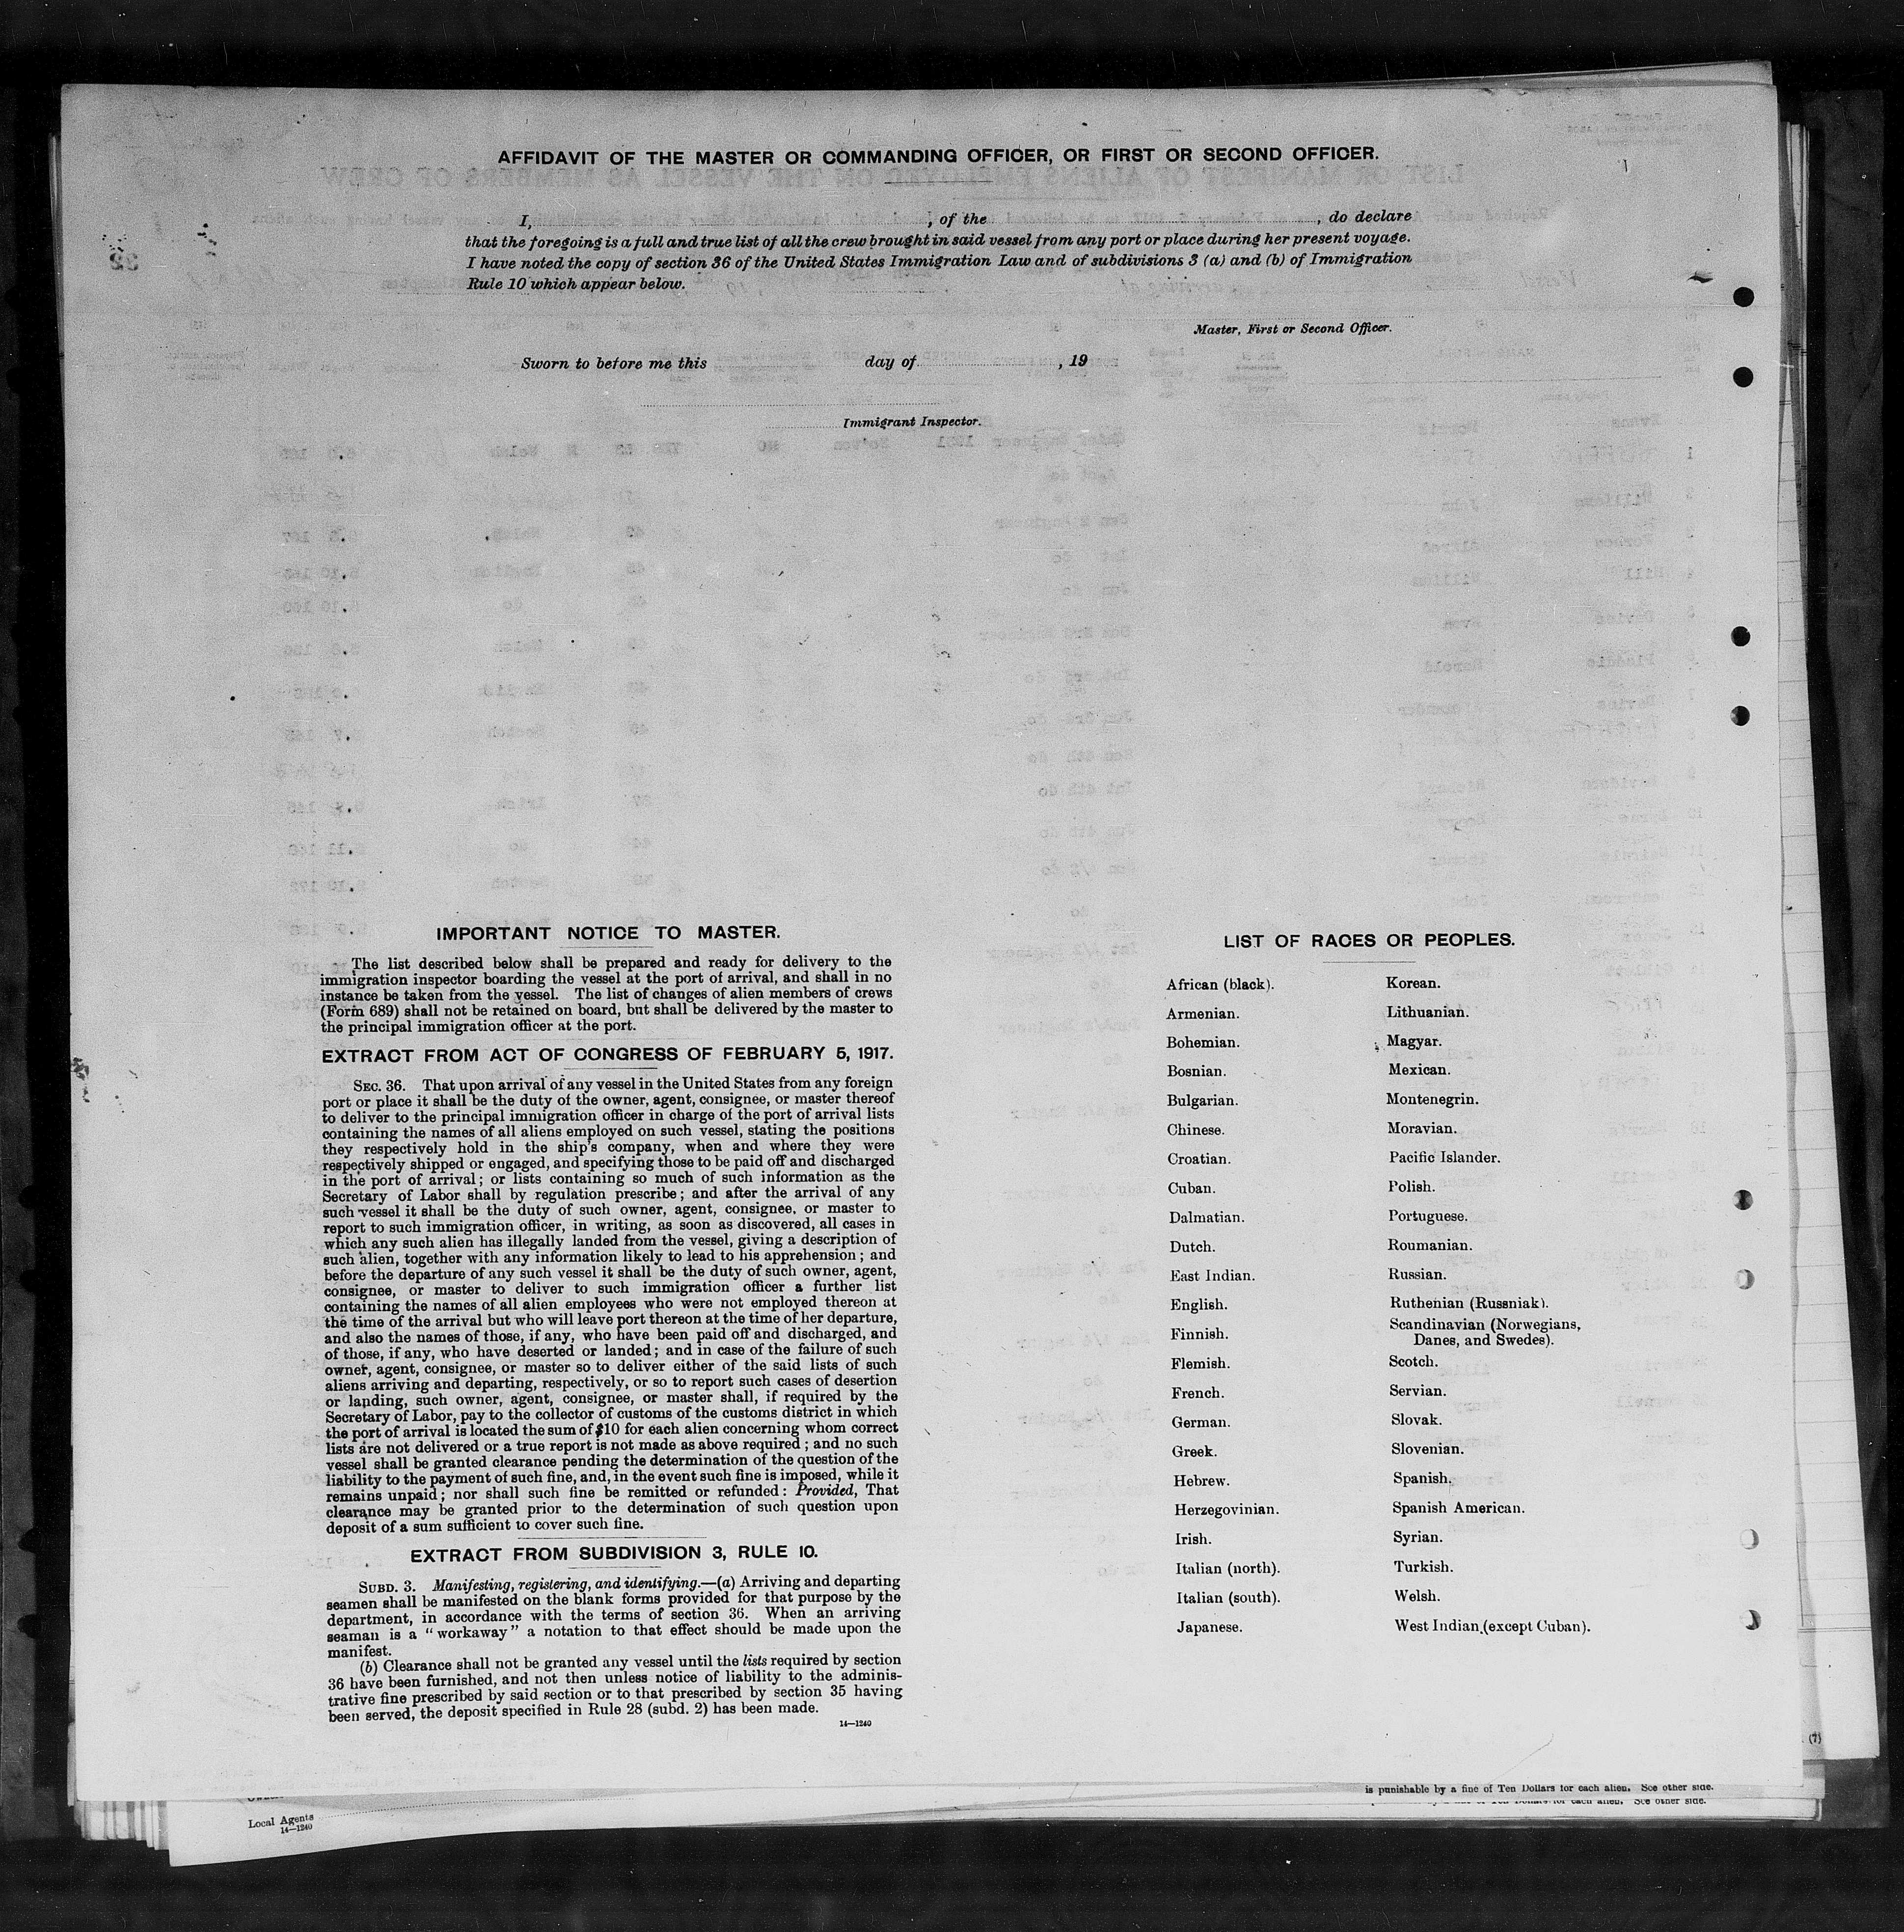 AFFIDAVIT OF THE MASTER OR COMMANDING OFFICER, OR FIRST OR SECOND OFFICER.
I, , of the , do declare
that the foregoing is a full and true list of all the crew brought in said vessel from any port or place during her present voyage.
I have noted the copy of section 36 of the United States Immigration Law and of subdivisions 3 (a) and (b) of Immigration
Rule 10 which appear below.
Master, First or Second Officer.
Sworn to before me this day of , 19
Immigrant Inspector.
IMPORTANT NOTICE TO MASTER.
The list described below shall be prepared and ready for delivery to the
immigration inspector boarding the vessel at the port of arrival, and shall in no
instance be taken from the vessel. The list of changes of alien members of crews
(Form 689) shall not be retained on board, but shall be delivered by the master to
the principal immigration officer at the port.
EXTRACT FROM ACT OF CONGRESS OF FEBRUARY 5, 1917.
SEC. 36. That upon arrival of any vessel in the United States from any foreign
port or place it shall be the duty of the owner, agent, consignee, or master thereof
to deliver to the principal immigration officer in charge of the port of arrival lists
containing the names of all aliens employed on such vessel, stating the positions
they respectively hold in the ship's company, when and where they were
respectively shipped or engaged, and specifying those to be paid off and discharged
in the port of arrival; or lists containing so much of such information as the
Secretary of Labor shall by regulation prescribe; and after the arrival of any
such vessel it shall be the duty of such owner, agent, consignee, or master to
report to such immigration officer, in writing, as soon as discovered, all cases in
which any such alien has illegally landed from the vessel, giving a description of
such alien, together with any information likely to lead to his apprehension; and
before the departure of any such vessel it shall be the duty of such owner, agent,
consignee, or master to deliver to such immigration officer a further list
containing the names of all alien employees who were not employed thereon at
the time of the arrival but who will leave port thereon at the time of her departure,
and also the names of those, if any, who have been paid off and discharged, and
of those, if any, who have deserted or landed; and in case of the failure of such
owner, agent, consignee, or master so to deliver either of the said lists of such
aliens arriving and departing, respectively, or so to report such cases of desertion
or landing, such owner, agent, consignee, or master shall, if required by the
Secretary of Labor, pay to the collector of customs of the customs district in which
the port of arrival is located the sum of $10 for each alien concerning whom correct
lists are not delivered or a true report is not made as above required; and no such
vessel shall be granted clearance pending the determination of the question of the
liability to the payment of such fine, and, in the event such fine is imposed, while it
remains unpaid; nor shall such fine be remitted or refunded: Provided, That
clearance may be granted prior to the determination of such question upon
deposit of a sum sufficient to cover such fine.
EXTRACT FROM SUBDIVISION 3, RULE 10.
SUBD. 3. Manifesting, registering, and identifying.—(a) Arriving and departing
seamen shall be manifested on the blank forms provided for that purpose by the
department, in accordance with the terms of section 36. When an arriving
seaman is a "workaway" a notation to that effect should be made upon the
manifest.
(b) Clearance shall not be granted any vessel until the lists required by section
36 have been furnished, and not then unless notice of liability to the adminis-
trative fine prescribed by said section or to that prescribed by section 35 having
been served, the deposit specified in Rule 28 (subd. 2) has been made.
14—1240
LIST OF RACES OR PEOPLES.
African (black).
Armenian.
Bohemian.
Bosnian.
Bulgarian.
Chinese.
Croatian.
Cuban.
Dalmatian.
Dutch.
East Indian.
English.
Finnish.
Flemish.
French.
German.
Greek.
Hebrew.
Herzegovinian.
Irish.
Italian (north).
Italian (south).
Japanese.
Korean.
Lithuanian.
Magyar.
Mexican.
Montenegrin.
Moravian.
Pacific Islander.
Polish.
Portuguese.
Roumanian.
Russian.
Ruthenian (Russniak).
Scandinavian (Norwegians,
Danes, and Swedes).
Scotch.
Servian.
Slovak.
Slovenian.
Spanish.
Spanish American.
Syrian.
Turkish.
Welsh.
West Indian (except Cuban).
(7)
is punishable by a fine of Ten Dollars for each alien. See other side.
Local Agents
14—1240